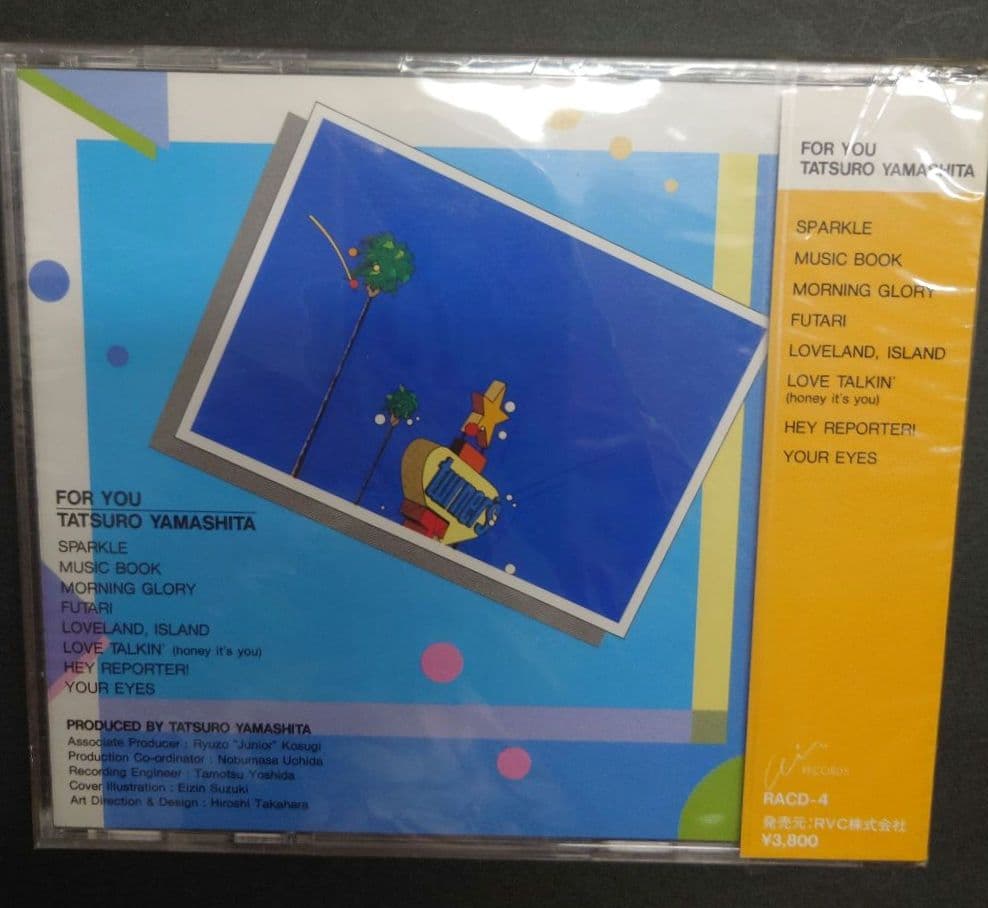 FOR YOU
TATSURO YAMASHITA
SPARKLE
MUSIC BOOK
MORNING GLORY
FUTARI
LOVELAND, ISLAND
LOVE TALKIN' (honey it's you)
HEY REPORTER!
YOUR EYES
PRODUCED BY TATSURO YAMASHITA
Associate Producer : Ryuzo "Junior" Kosugi
Production Co-ordinator : Nobumasa Uchida
Recording Engineer : Tamotsu Yoshida
Cover Illustration : Eizin Suzuki
Art Direction & Design : Hiroshi Takahara
turner's
FOR YOU
TATSURO YAMASHITA
SPARKLE
MUSIC BOOK
MORNING GLORY
FUTARI
LOVELAND, ISLAND
LOVE TALKIN'
(honey it's you)
HEY REPORTER!
YOUR EYES
RECORDS
RACD-4
発売元:RVC株式会社
¥3,800